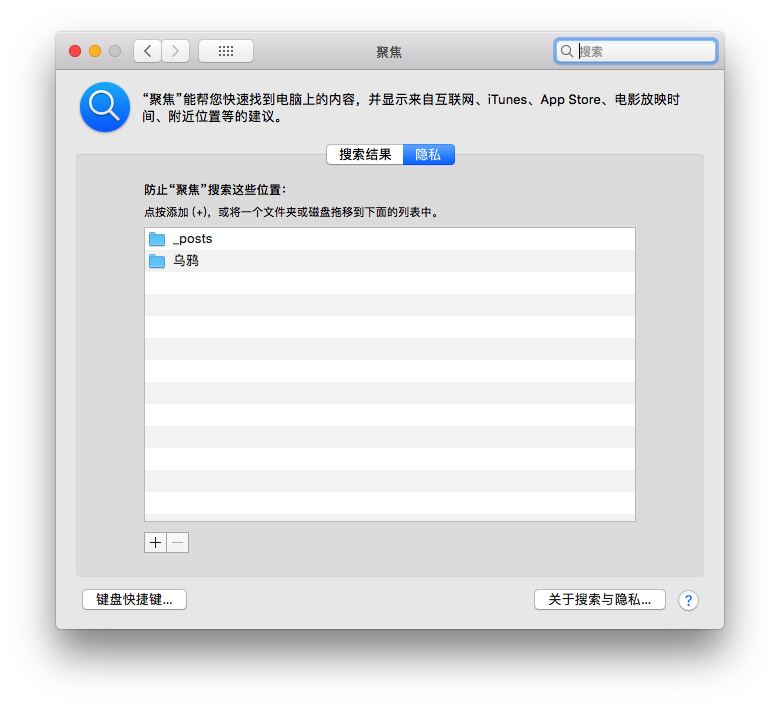 聚焦
搜索
“聚焦”能帮您快速找到电脑上的内容，并显示来自互联网、iTunes、App Store、电影放映时
间、附近位置等的建议。
搜索结果
隐私
防止“聚焦”搜索这些位置：
点按添加 (+)，或将一个文件夹或磁盘拖移到下面的列表中。
_posts
乌鸦
键盘快捷键...
关于搜索与隐私...
?